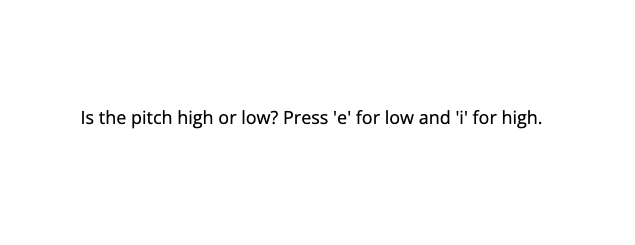 Is the pitch high or low? Press 'e' for low and 'i' for high.